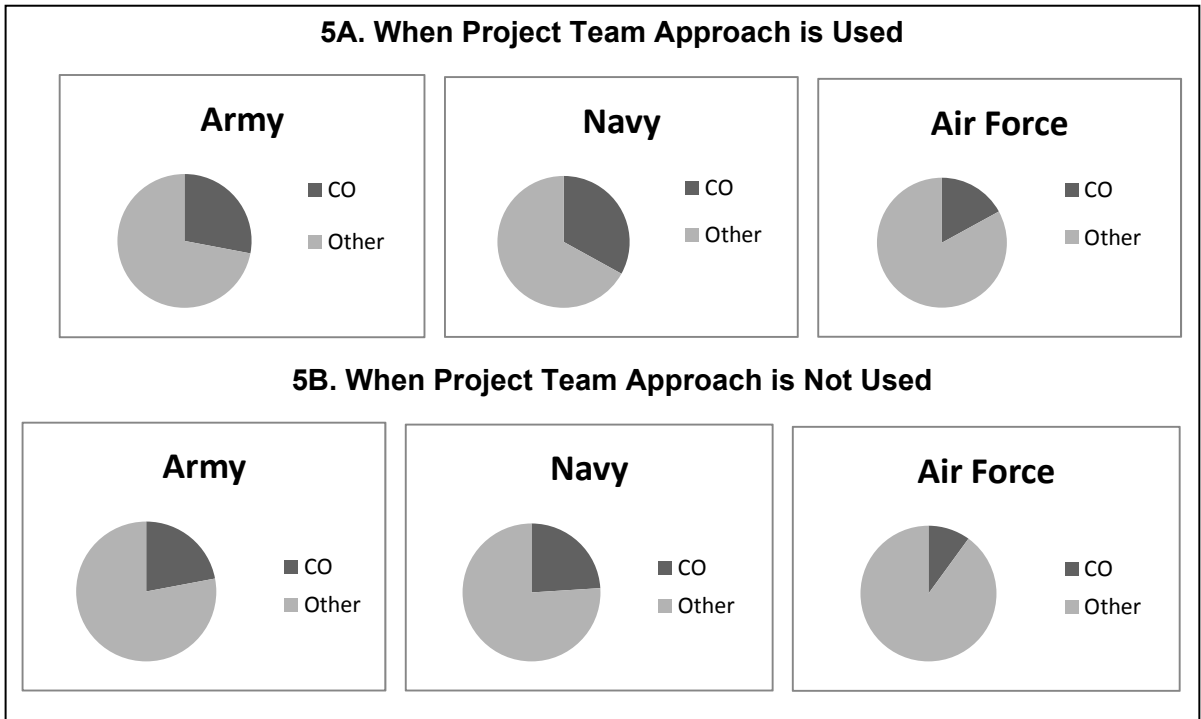 5A. When Project Team Approach is Used
Army
CO
Other
Navy
CO
Other
Air Force
CO
Other
5B. When Project Team Approach is Not Used
Army
CO
Other
Navy
CO
Other
Air Force
CO
Other